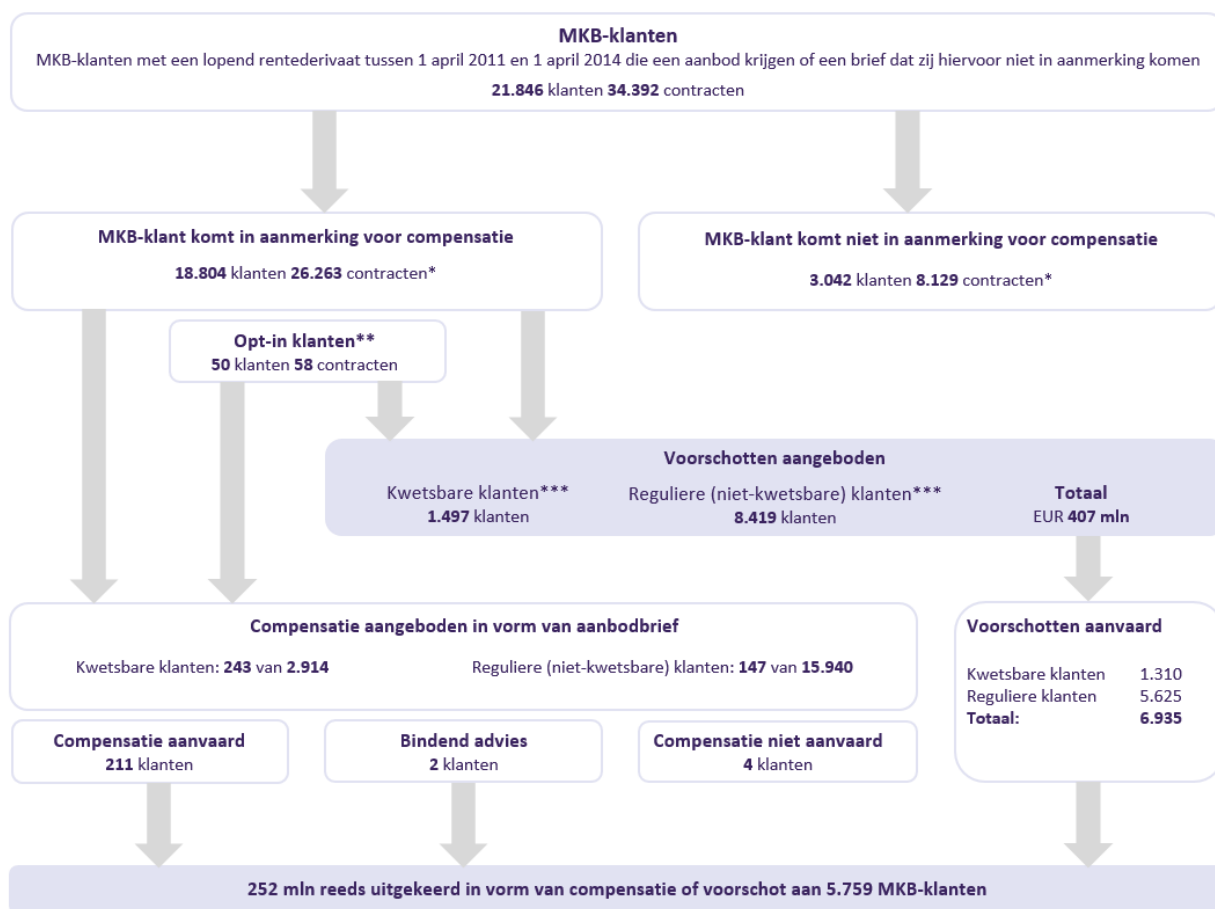 MKB-klanten
MKB-klanten met een lopend rentederivaat tussen 1 april 2011 en 1 april 2014 die een aanbod krijgen of een brief dat zij hiervoor niet in aanmerking komen
21.846 klanten 34.392 contracten
MKB-klant komt in aanmerking voor compensatie
18.804 klanten 26.263 contracten*
MKB-klant komt niet in aanmerking voor compensatie
3.042 klanten 8.129 contracten*
Opt-in klanten**
50 klanten 58 contracten
Voorschotten aangeboden
Kwetsbare klanten***
1.497 klanten
Reguliere (niet-kwetsbare) klanten***
8.419 klanten
Totaal
EUR 407 mln
Compensatie aangeboden in vorm van aanbodbrief
Kwetsbare klanten: 243 van 2.914
Reguliere (niet-kwetsbare) klanten: 147 van 15.940
Voorschotten aanvaard
Kwetsbare klanten 1.310
Reguliere klanten 5.625
Totaal: 6.935
Compensatie aanvaard
211 klanten
Bindend advies
2 klanten
Compensatie niet aanvaard
4 klanten
252 mln reeds uitgekeerd in vorm van compensatie of voorschot aan 5.759 MKB-klanten